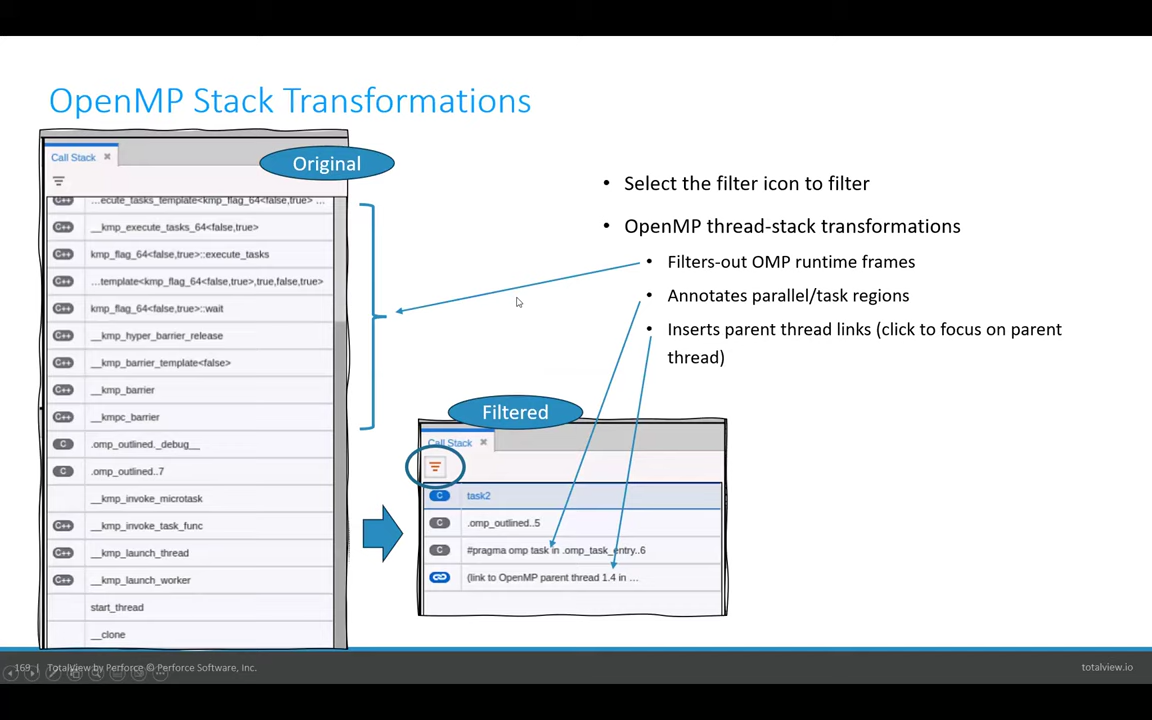 OpenMP Stack Transformations
Call Stack
Original
...ecute_tasks_template<kmp_flag_64<false,true> ...
C++ __kmp_execute_tasks_64<false,true>
C++ kmp_flag_64<false,true>::execute_tasks
C++ ...template<kmp_flag_64<false,true>,true,false,true>
C++ kmp_flag_64<false,true>::wait
C++ __kmp_hyper_barrier_release
C++ __kmp_barrier_template<false>
C++ __kmp_barrier
C++ __kmpc_barrier
C .omp_outlined._debug__
C .omp_outlined..7
__kmp_invoke_microtask
C++ __kmp_invoke_task_func
C++ __kmp_launch_thread
C++ __kmp_launch_worker
start_thread
__clone
• Select the filter icon to filter
• OpenMP thread-stack transformations
• Filters-out OMP runtime frames
• Annotates parallel/task regions
• Inserts parent thread links (click to focus on parent
thread)
Filtered
Call Stack
C task2
C .omp_outlined..5
C #pragma omp task in .omp_task_entry..6
(link to OpenMP parent thread 1.4 in ...
169 | TotalView by Perforce © Perforce Software, Inc.
totalview.io